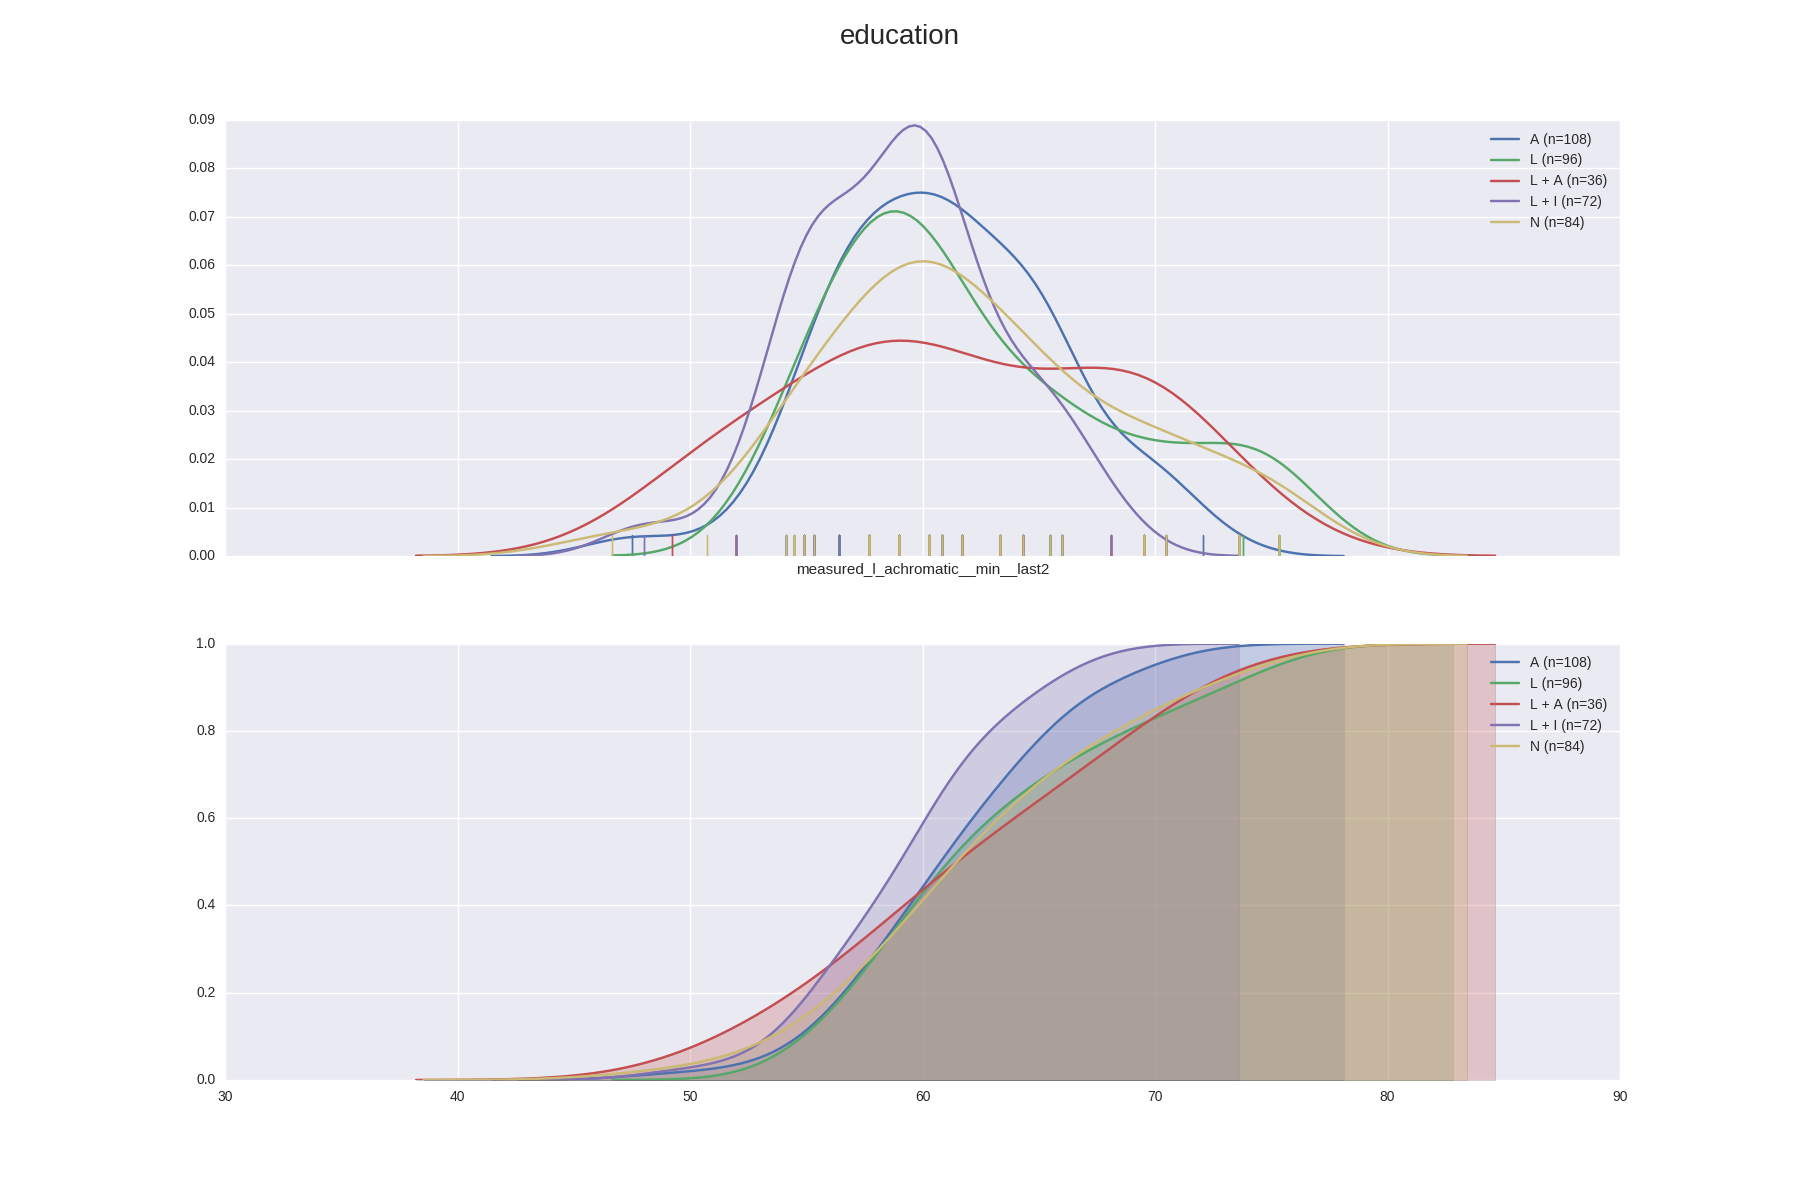 education
0.09
0.08
0.07
0.06
0.05
0.04
0.03
0.02
0.01
0.00
A (n=108)
L (n=96)
L + A (n=36)
L + I (n=72)
N (n=84)
measured_l_achromatic__min__last2
1.0
0.8
0.6
0.4
0.2
0.0
A (n=108)
L (n=96)
L + A (n=36)
L + I (n=72)
N (n=84)
30 40 50 60 70 80 90